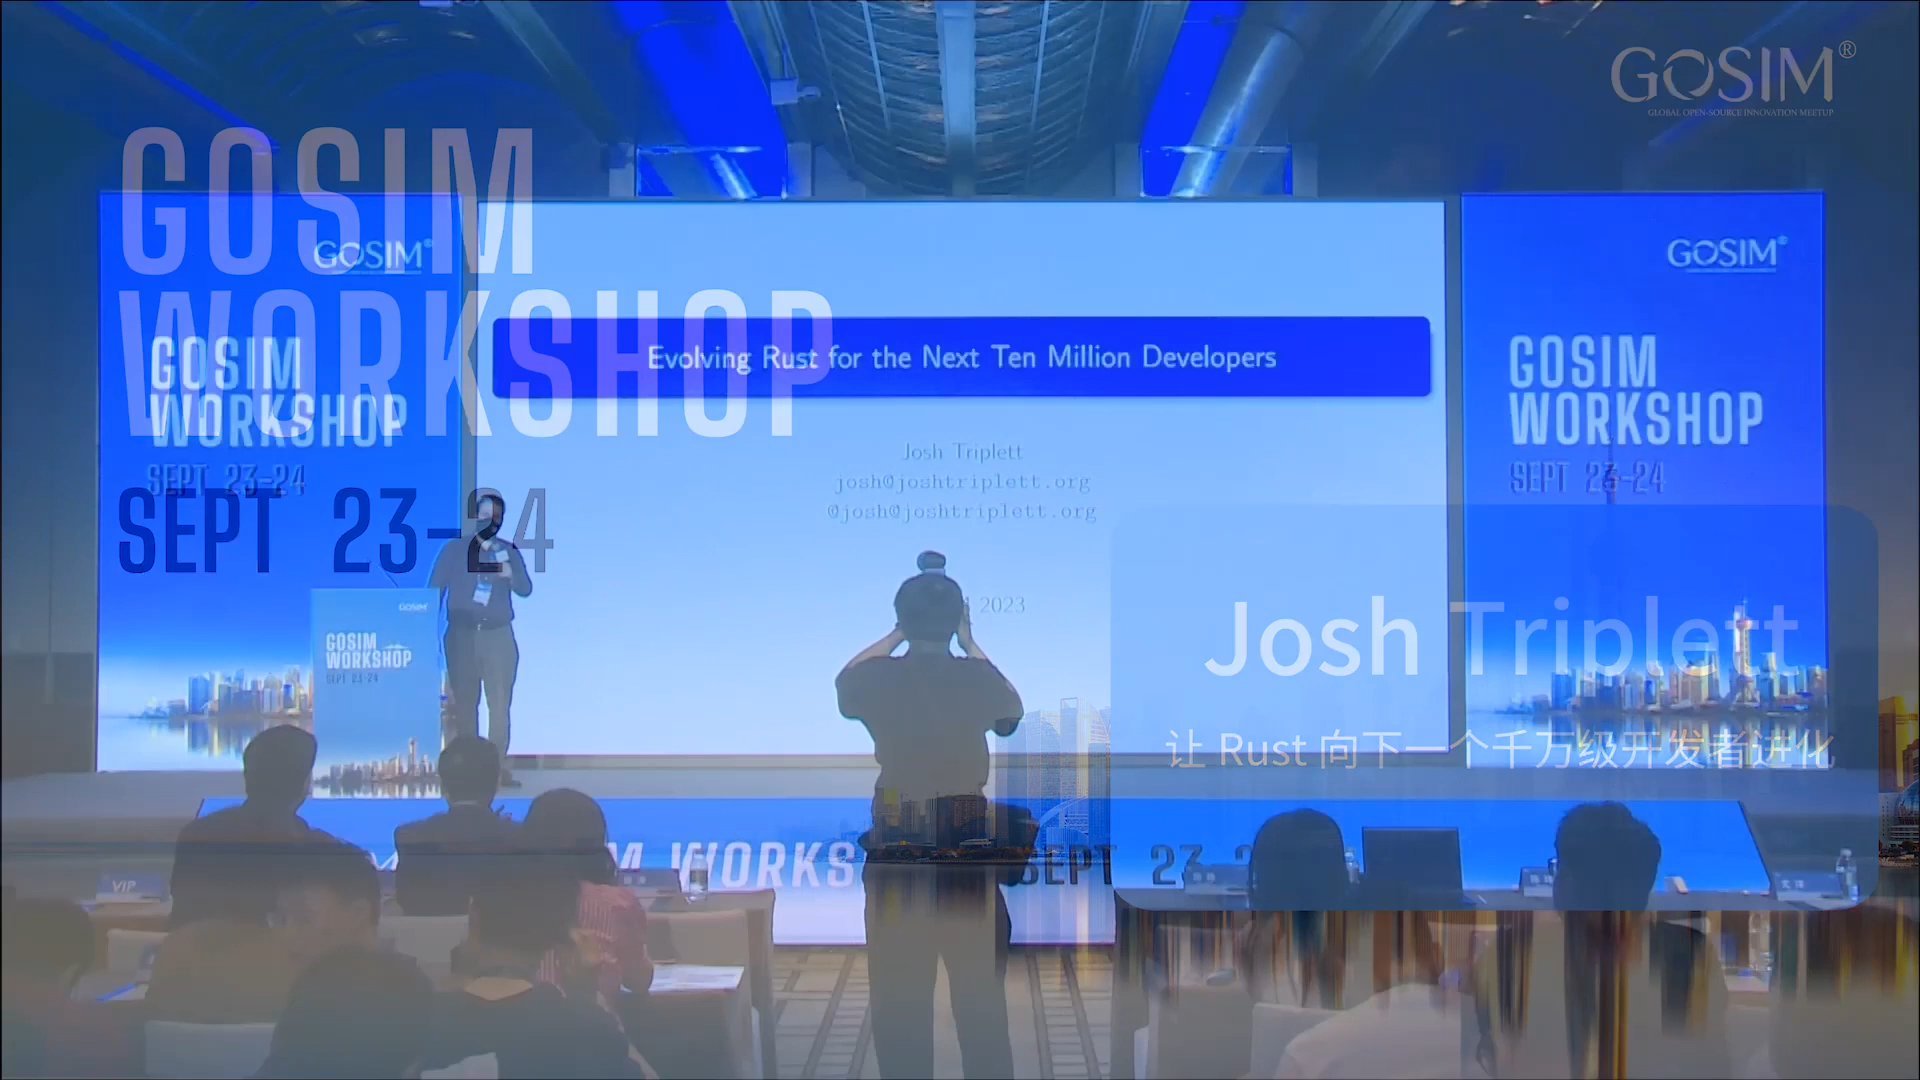 GOSIM®
GLOBAL OPEN-SOURCE INNOVATION MEETUP
GOSIM
WORKSHOP
SEPT 23-24
GOSIM®
GOSIM
WORKSHOP
SEPT 23-24
Evolving Rust for the Next Ten Million Developers
Josh Triplett
josh@joshtriplett.org
@josh@joshtriplett.org
2023
GOSIM®
GOSIM
WORKSHOP
SEPT 23-24
GOSIM
GOSIM
WORKSHOP
SEPT 23-24
Josh Triplett
让 Rust 向下一个千万级开发者进化
VIP
M WORKS
SEPT 23-2